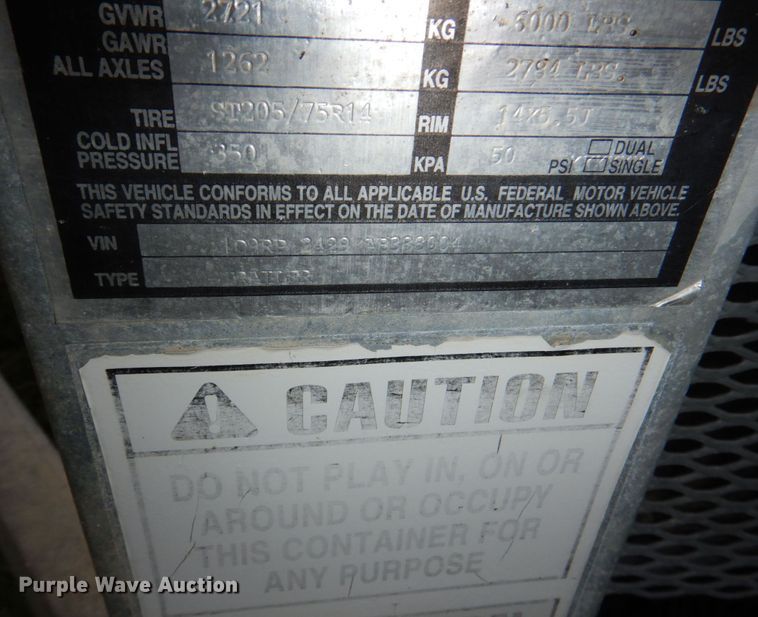 GVWR 2721 KG 6000 LBS. LBS
GAWR
ALL AXLES 1262 KG 2784 LBS. LBS
TIRE ST205/75R14 RIM 14X5.5J
COLD INFL
PRESSURE 350 KPA 50 PSI DUAL
SINGLE
THIS VEHICLE CONFORMS TO ALL APPLICABLE U.S. FEDERAL MOTOR VEHICLE
SAFETY STANDARDS IN EFFECT ON THE DATE OF MANUFACTURE SHOWN ABOVE.
VIN
TYPE TRAILER
CAUTION
DO NOT PLAY IN, ON OR
AROUND OR OCCUPY
THIS CONTAINER FOR
ANY PURPOSE
Purple Wave Auction